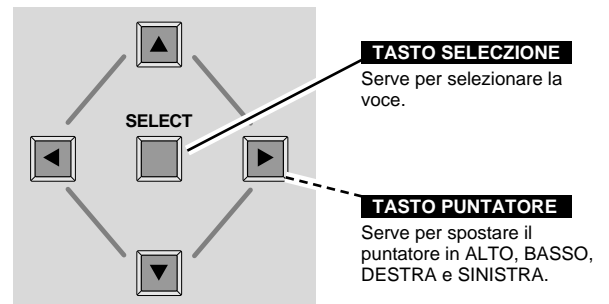 SELECT
TASTO SELECZIONE
Serve per selezionare la
voce.
TASTO PUNTATORE
Serve per spostare il
puntatore in ALTO, BASSO,
DESTRA e SINISTRA.